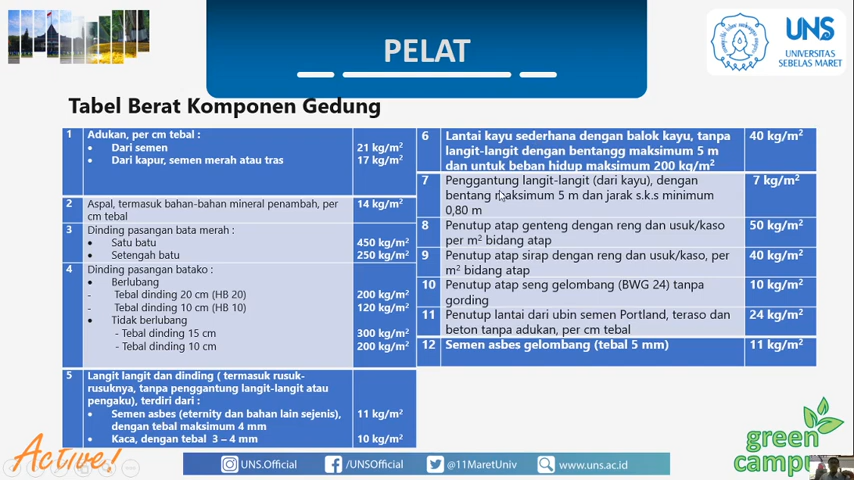 PELAT
UNS
UNIVERSITAS
SEBELAS MARET
Tabel Berat Komponen Gedung
1 Adukan, per cm tebal :
• Dari semen 21 kg/m²
• Dari kapur, semen merah atau tras 17 kg/m²
2 Aspal, termasuk bahan-bahan mineral penambah, per 14 kg/m²
cm tebal
3 Dinding pasangan bata merah :
• Satu batu 450 kg/m²
• Setengah batu 250 kg/m²
4 Dinding pasangan batako :
• Berlubang
- Tebal dinding 20 cm (HB 20) 200 kg/m²
- Tebal dinding 10 cm (HB 10) 120 kg/m²
• Tidak berlubang
- Tebal dinding 15 cm 300 kg/m²
- Tebal dinding 10 cm 200 kg/m²
5 Langit langit dan dinding ( termasuk rusuk-
rusuknya, tanpa penggantung langit-langit atau
pengaku), terdiri dari :
• Semen asbes (eternity dan bahan lain sejenis), 11 kg/m²
dengan tebal maksimum 4 mm
• Kaca, dengan tebal 3 – 4 mm 10 kg/m²
6 Lantai kayu sederhana dengan balok kayu, tanpa 40 kg/m²
langit-langit dengan bentangg maksimum 5 m
dan untuk beban hidup maksimum 200 kg/m²
7 Penggantung langit-langit (dari kayu), dengan 7 kg/m²
bentang maksimum 5 m dan jarak s.k.s minimum
0,80 m
8 Penutup atap genteng dengan reng dan usuk/kaso 50 kg/m²
per m² bidang atap
9 Penutup atap sirap dengan reng dan usuk/kaso, per 40 kg/m²
m² bidang atap
10 Penutup atap seng gelombang (BWG 24) tanpa 10 kg/m²
gording
11 Penutup lantai dari ubin semen Portland, teraso dan 24 kg/m²
beton tanpa adukan, per cm tebal
12 Semen asbes gelombang (tebal 5 mm) 11 kg/m²
Active!
UNS.Official
/UNSOfficial
@11MaretUniv
www.uns.ac.id
green
campu